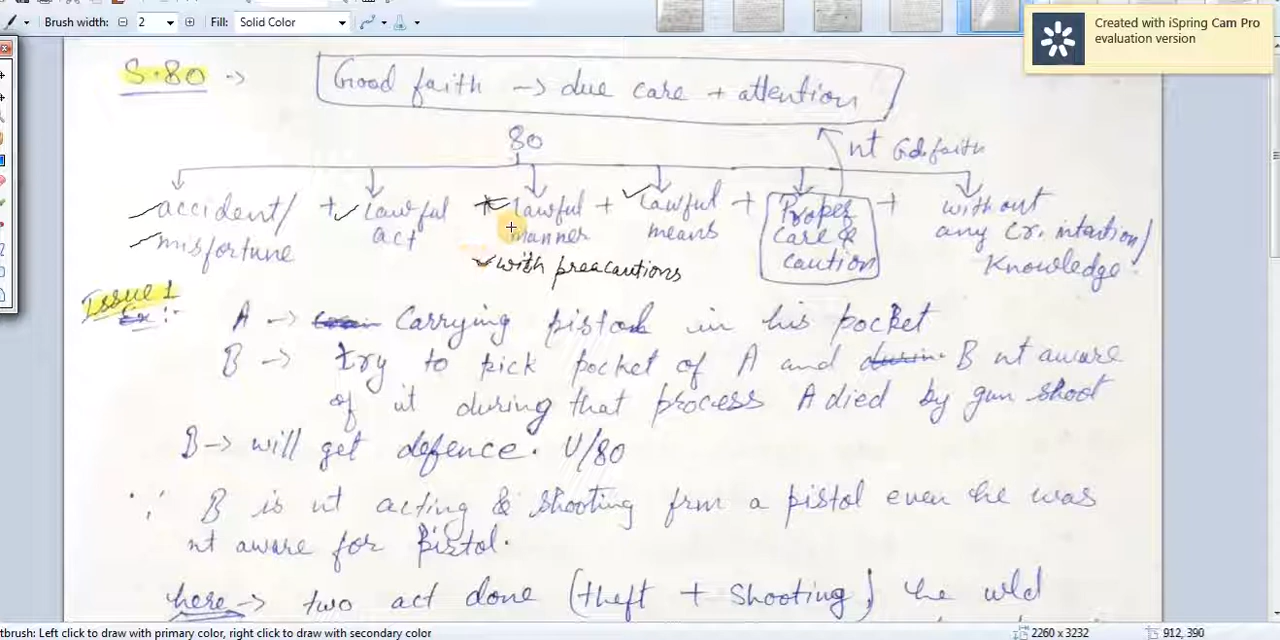 Brush width: 2 Fill: Solid Color
Created with iSpring Cam Pro
evaluation version
S.80 ->
Good faith -> due care + attention
80
nt Gd.faith
accident/ + Lawful + Lawful + Lawful + Proper + without
misfortune act manner means care & any Cr. intention/
with preacautions caution Knowledge.
Issue 1
Ex :-
A -> Carrying pistol in his pocket
B -> try to pick pocket of A and B nt aware
of it during that process A died by gun shoot
B -> will get defence. U/80
∵ B is nt acting & shooting frm a pistol even he was
nt aware for pistol.
here -> two act done (theft + shooting) he wld
tbrush: Left click to draw with primary color, right click to draw with secondary color
2260 x 3232
912, 390